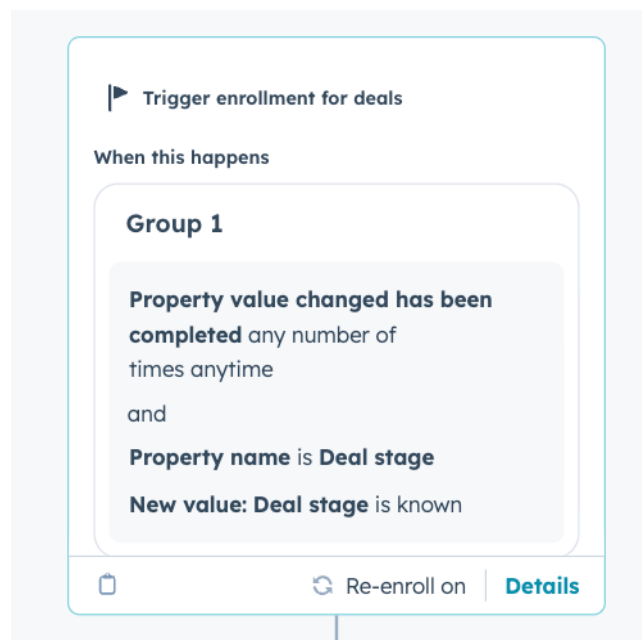 Trigger enrollment for deals
When this happens
Group 1
Property value changed has been
completed any number of
times anytime
and
Property name is Deal stage
New value: Deal stage is known
Re-enroll on
Details